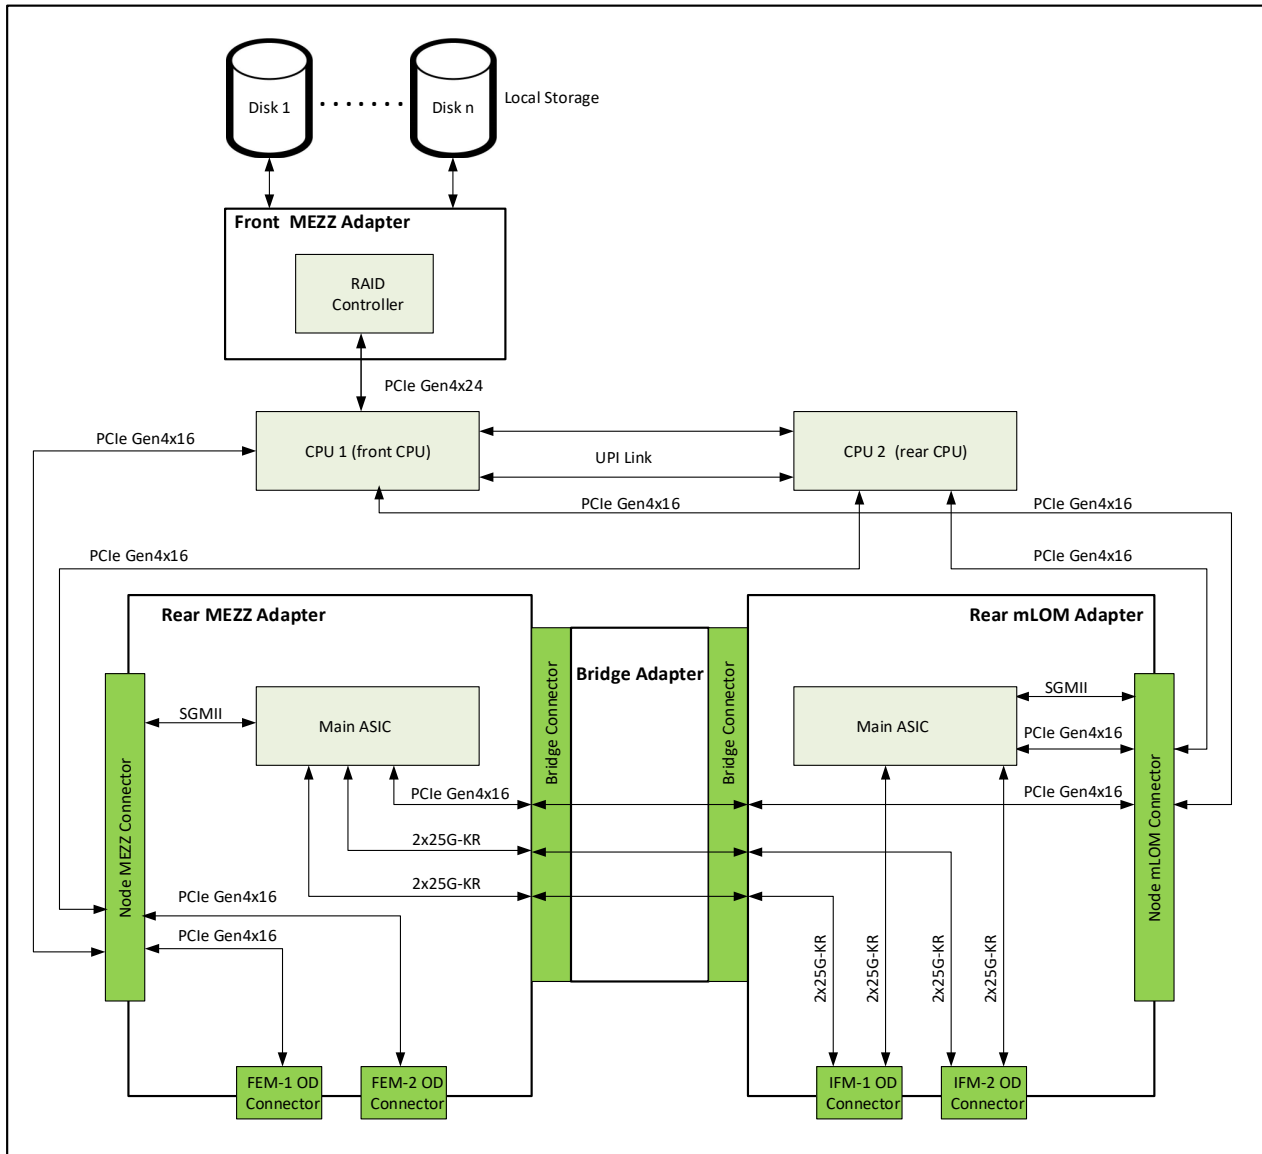 Disk 1
Disk n
Local Storage
Front  MEZZ Adapter
RAID
Controller
PCIe Gen4x24
PCIe Gen4x16
CPU 1 (front CPU)
UPI Link
CPU 2  (rear CPU)
PCIe Gen4x16
PCIe Gen4x16
PCIe Gen4x16
PCIe Gen4x16
Rear MEZZ Adapter
Rear mLOM Adapter
Bridge Connector
Bridge Adapter
Bridge Connector
SGMII
Main ASIC
Main ASIC
SGMII
PCIe Gen4x16
Node MEZZ Connector
PCIe Gen4x16
PCIe Gen4x16
Node mLOM Connector
2x25G-KR
2x25G-KR
PCIe Gen4x16
PCIe Gen4x16
2x25G-KR
2x25G-KR
2x25G-KR
2x25G-KR
FEM-1 OD
Connector
FEM-2 OD
Connector
IFM-1 OD
Connector
IFM-2 OD
Connector